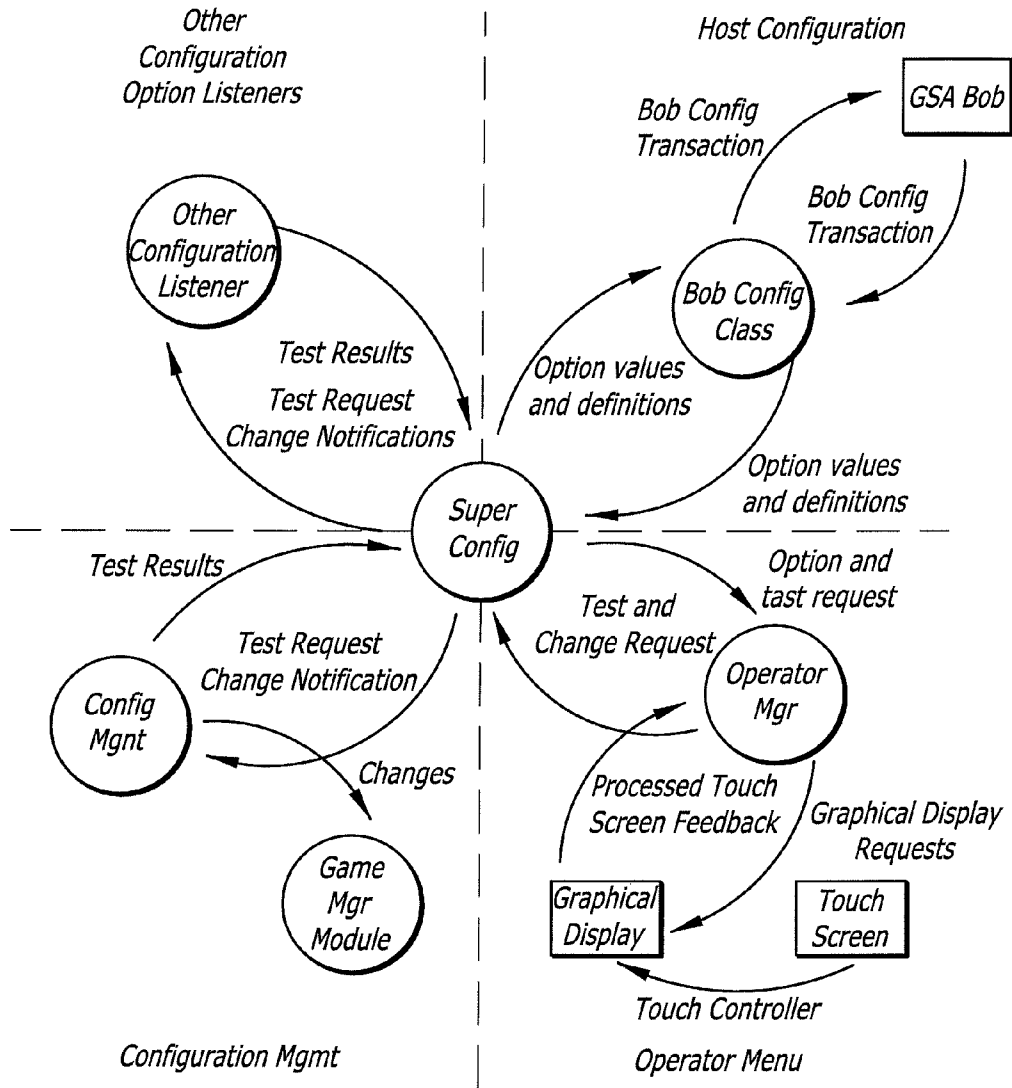 Other
Configuration
Option Listeners
Host Configuration
GSA Bob
Bob Config
Transaction
Bob Config
Transaction
Other
Configuration
Listener
Bob Config
Class
Test Results
Test Request
Change Notifications
Option values
and definitions
Option values
and definitions
Super
Config
Test Results
Option and
tast request
Test and
Change Request
Test Request
Change Notification
Operator
Mgr
Config
Mgnt
Changes
Processed Touch
Screen Feedback
Graphical Display
Requests
Game
Mgr
Module
Graphical
Display
Touch
Screen
Touch Controller
Configuration Mgmt
Operator Menu